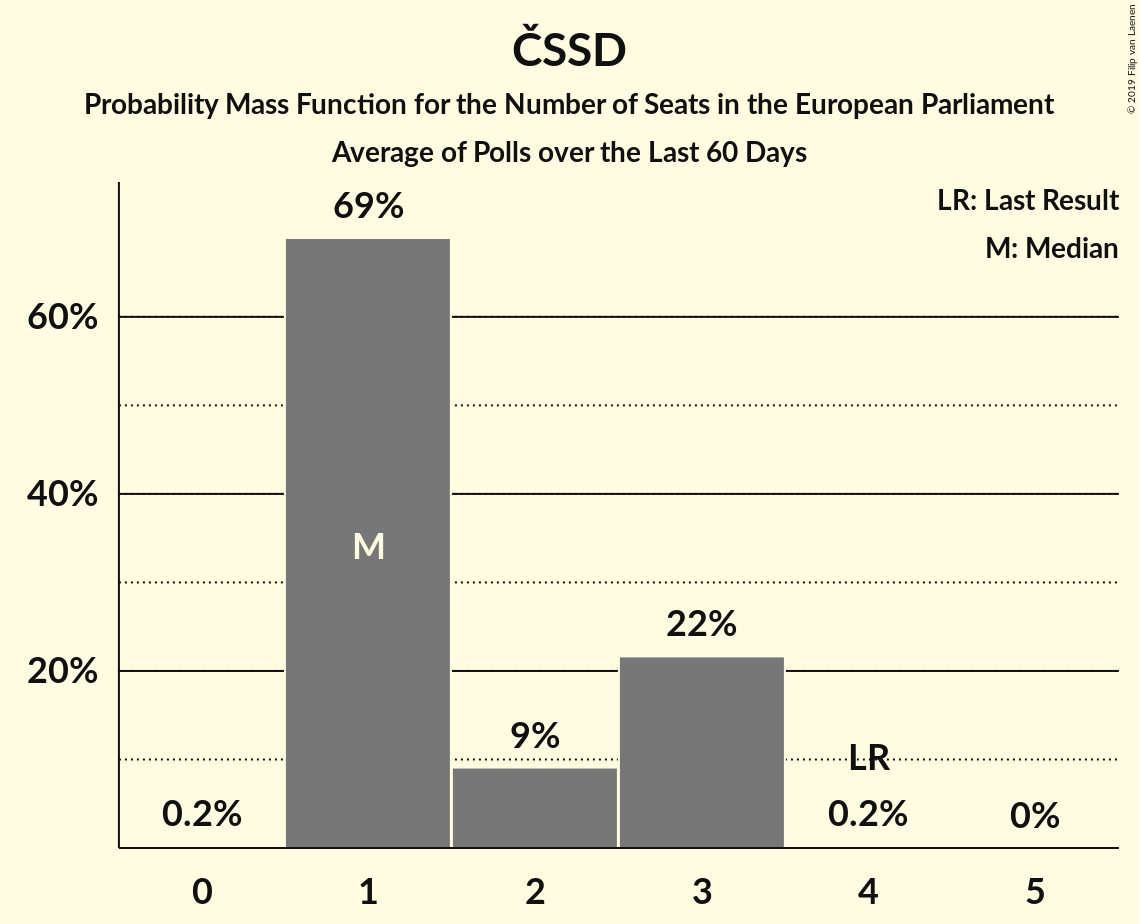 ČSSD
Probability Mass Function for the Number of Seats in the European Parliament
Average of Polls over the Last 60 Days
© 2019 Filip van Laenen
LR: Last Result
M: Median
69%
60%
40%
M
22%
20%
9%
LR
0.2%
0.2%
0%
0 1 2 3 4 5